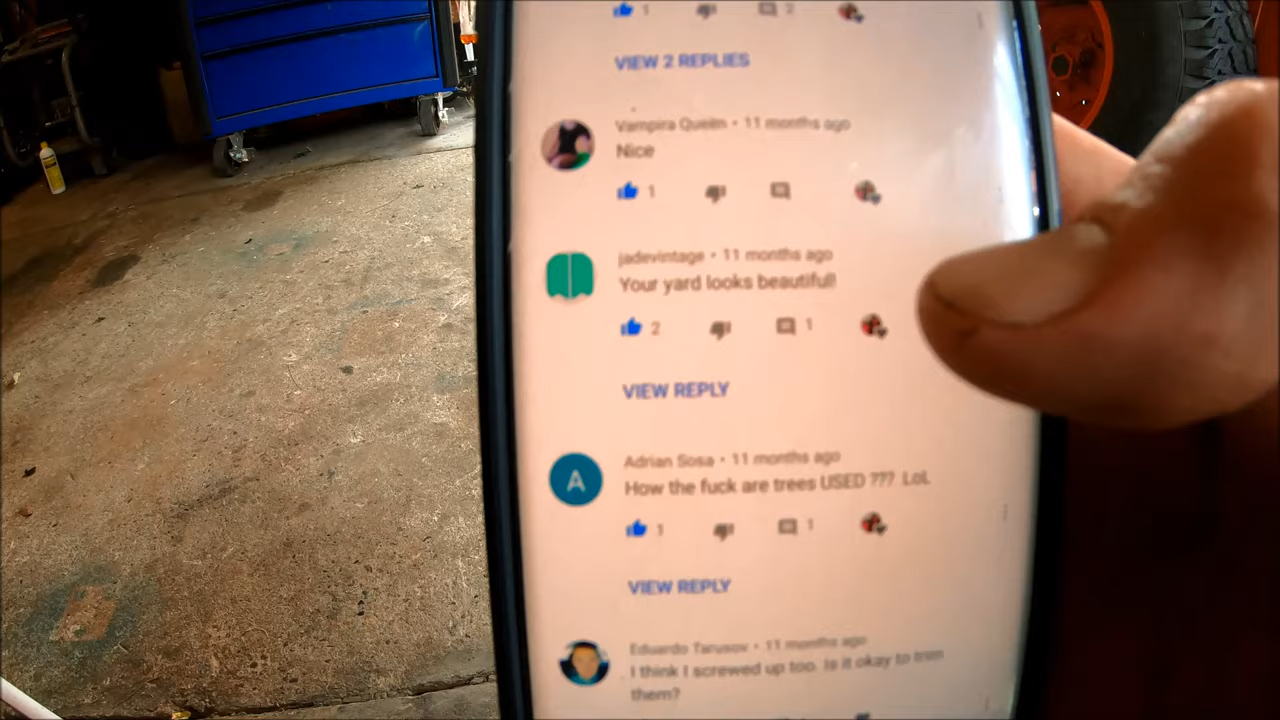 1 2
VIEW 2 REPLIES
Vampira Queen • 11 months ago
Nice
1
jadevintage • 11 months ago
Your yard looks beautiful!
2 1
VIEW REPLY
A
Adrian Sosa • 11 months ago
How the fuck are trees USED ??? LoL
1 1
VIEW REPLY
Eduardo Tarusov • 11 months ago
I think I screwed up too. Is it okay to trim
them?